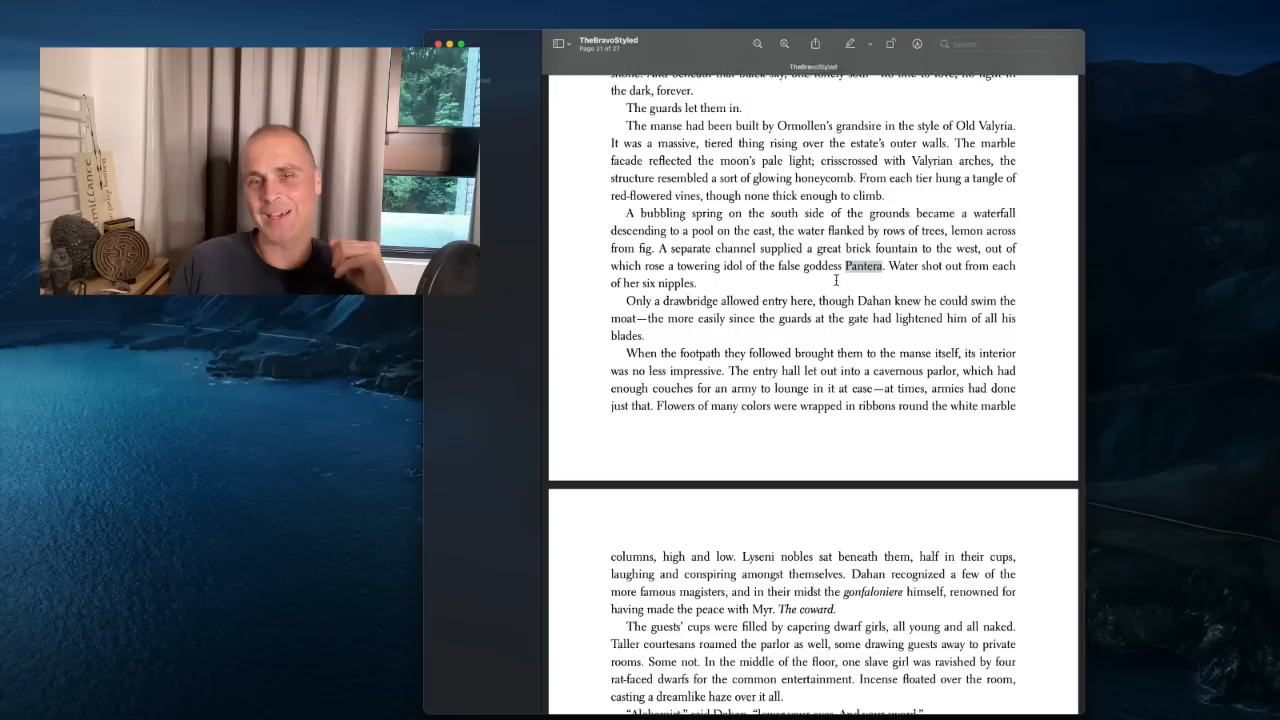 TheBravoStyled
Page 21 of 27
Search
TheBravoStyled
the dark, forever.
The guards let them in.
The manse had been built by Ormollen's grandsire in the style of Old Valyria.
It was a massive, tiered thing rising over the estate's outer walls. The marble
facade reflected the moon's pale light; crisscrossed with Valyrian arches, the
structure resembled a sort of glowing honeycomb. From each tier hung a tangle of
red-flowered vines, though none thick enough to climb.
A bubbling spring on the south side of the grounds became a waterfall
descending to a pool on the east, the water flanked by rows of trees, lemon across
from fig. A separate channel supplied a great brick fountain to the west, out of
which rose a towering idol of the false goddess Pantera. Water shot out from each
of her six nipples.
Only a drawbridge allowed entry here, though Dahan knew he could swim the
moat—the more easily since the guards at the gate had lightened him of all his
blades.
When the footpath they followed brought them to the manse itself, its interior
was no less impressive. The entry hall let out into a cavernous parlor, which had
enough couches for an army to lounge in it at ease—at times, armies had done
just that. Flowers of many colors were wrapped in ribbons round the white marble
columns, high and low. Lyseni nobles sat beneath them, half in their cups,
laughing and conspiring amongst themselves. Dahan recognized a few of the
more famous magisters, and in their midst the gonfaloniere himself, renowned for
having made the peace with Myr. The coward.
The guests' cups were filled by capering dwarf girls, all young and all naked.
Taller courtesans roamed the parlor as well, some drawing guests away to private
rooms. Some not. In the middle of the floor, one slave girl was ravished by four
rat-faced dwarfs for the common entertainment. Incense floated over the room,
casting a dreamlike haze over it all.